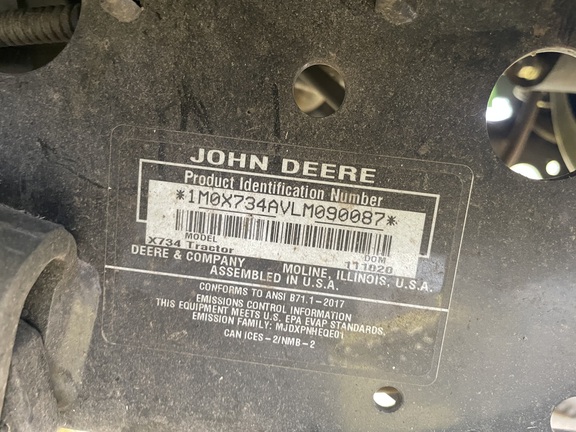 JOHN DEERE
Product Identification Number
*1M0X734AVLM090087*
MODEL DOM
X734 Tractor 111020
DEERE & COMPANY MOLINE, ILLINOIS, U.S.A.
ASSEMBLED IN U.S.A.
CONFORMS TO ANSI B71.1-2017
EMISSIONS CONTROL INFORMATION
THIS EQUIPMENT MEETS U.S. EPA EVAP STANDARDS.
EMISSION FAMILY: MJDXPNHEQE01
CAN ICES-2/NMB-2